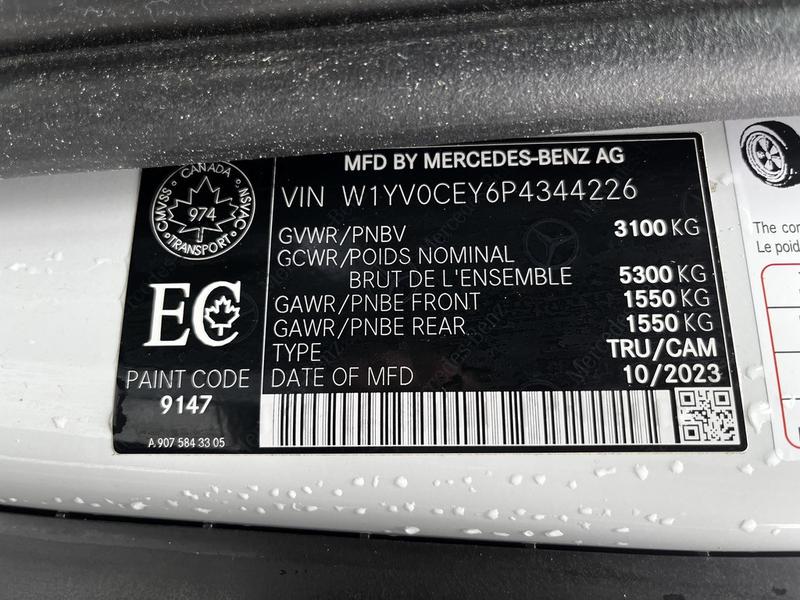 MFD BY MERCEDES-BENZ AG
CANADA
CMVSS
974
NSVAC
TRANSPORT
VIN W1YV0CEY6P4344226
GVWR/PNBV 3100 KG
GCWR/POIDS NOMINAL
BRUT DE L'ENSEMBLE 5300 KG
GAWR/PNBE FRONT 1550 KG
GAWR/PNBE REAR 1550 KG
TYPE TRU/CAM
DATE OF MFD 10/2023
EC
PAINT CODE
9147
A 907 584 33 05
The
Le